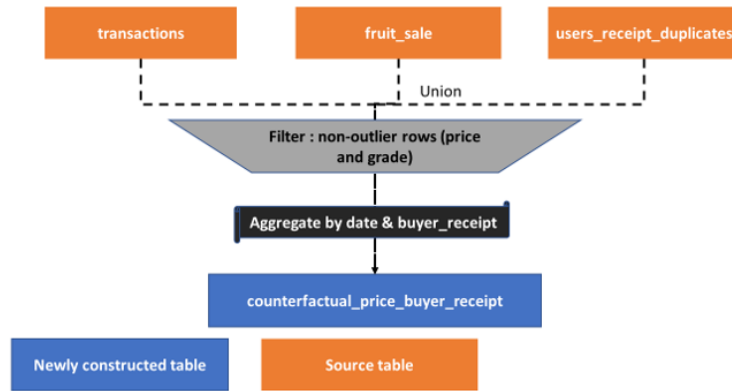 transactions
fruit_sale
users_receipt_duplicates
Union
Filter : non-outlier rows (price
and grade)
Aggregate by date & buyer_receipt
counterfactual_price_buyer_receipt
Newly constructed table
Source table